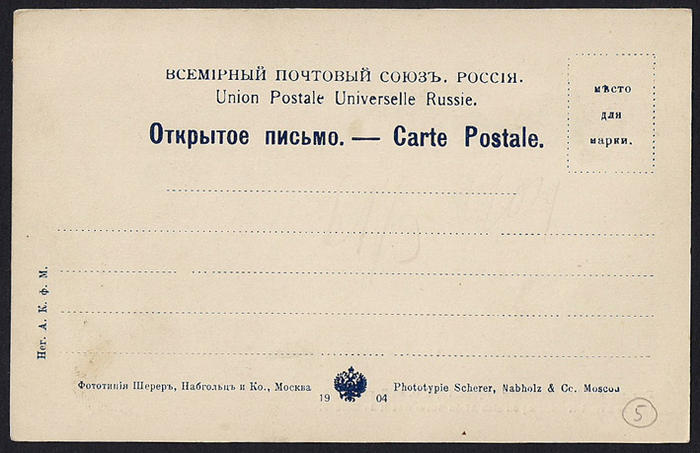 ВСЕМІРНЫЙ ПОЧТОВЫЙ СОЮЗЪ. РОССІЯ.
Union Postale Universelle Russie.
Открытое письмо. — Carte Postale.
мѣсто
для
марки.
Нег. А. К. ф. М.
Фототипія Шереръ, Набгольцъ и Ко., Москва
Phototypie Scherer, Nabholz & Co. Moscou
19 04
5